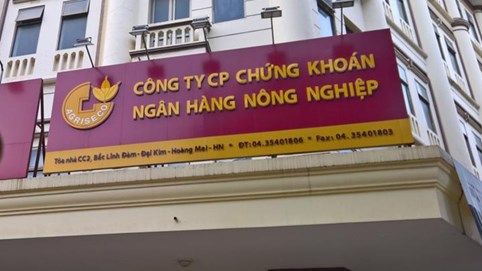 AGRISECO
CÔNG TY CP CHỨNG KHOÁN
NGÂN HÀNG NÔNG NGHIỆP
Tòa nhà CC2, Bắc Linh Đàm - Đại Kim - Hoàng Mai - HN • ĐT: 04.35401806 • Fax: 04. 35401803